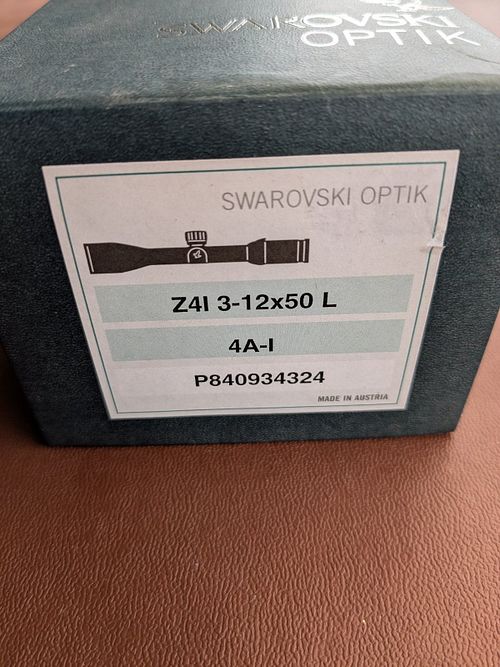 SWAROVSKI
OPTIK
SWAROVSKI OPTIK
Z4I 3-12x50 L
4A-I
P840934324
MADE IN AUSTRIA